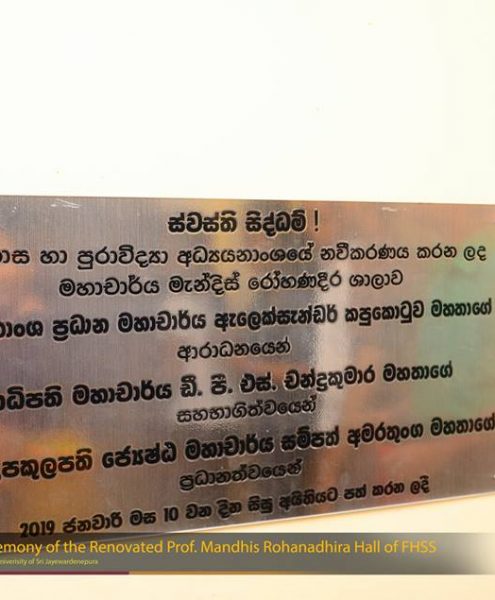 ස්වස්ති සිද්ධම් !
හා පුරාවිද්‍යා අධ්‍යයනාංශයේ නවීකරණය කරන ලද
මහාචාර්ය මැන්දිස් රෝහණදීර ශාලාව
ප්‍රධාන මහාචාර්ය ඇලෙක්සැන්ඩර් කපුකොටුව මහතාගේ
ආරාධනයෙන්
මහාචාර්ය ඩී. පී. එස්. චන්ද්‍රකුමාර මහතාගේ
සහභාගිත්වයෙන්
ජ්‍යෙෂ්ඨ මහාචාර්ය සම්පත් අමරතුංග මහතාගේ
ප්‍රධානත්වයෙන්
2019 ජනවාරි මස 10 වන දින සිසු අයිතියට පත් කරන ලදී
emony of the Renovated Prof. Mandhis Rohanadhira Hall of FHSS
University of Sri Jayewardenepura